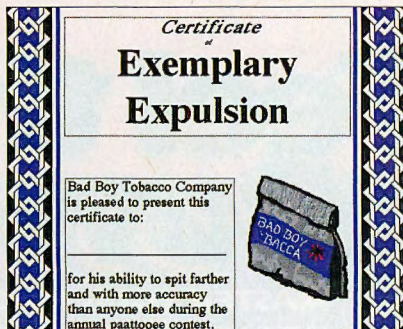 Certificate
of
Exemplary
Expulsion
Bad Boy Tobacco Company
is pleased to present this
certificate to:
BAD BOY
-BACCA
for his ability to spit farther
and with more accuracy
than anyone else during the
annual paattooee contest.